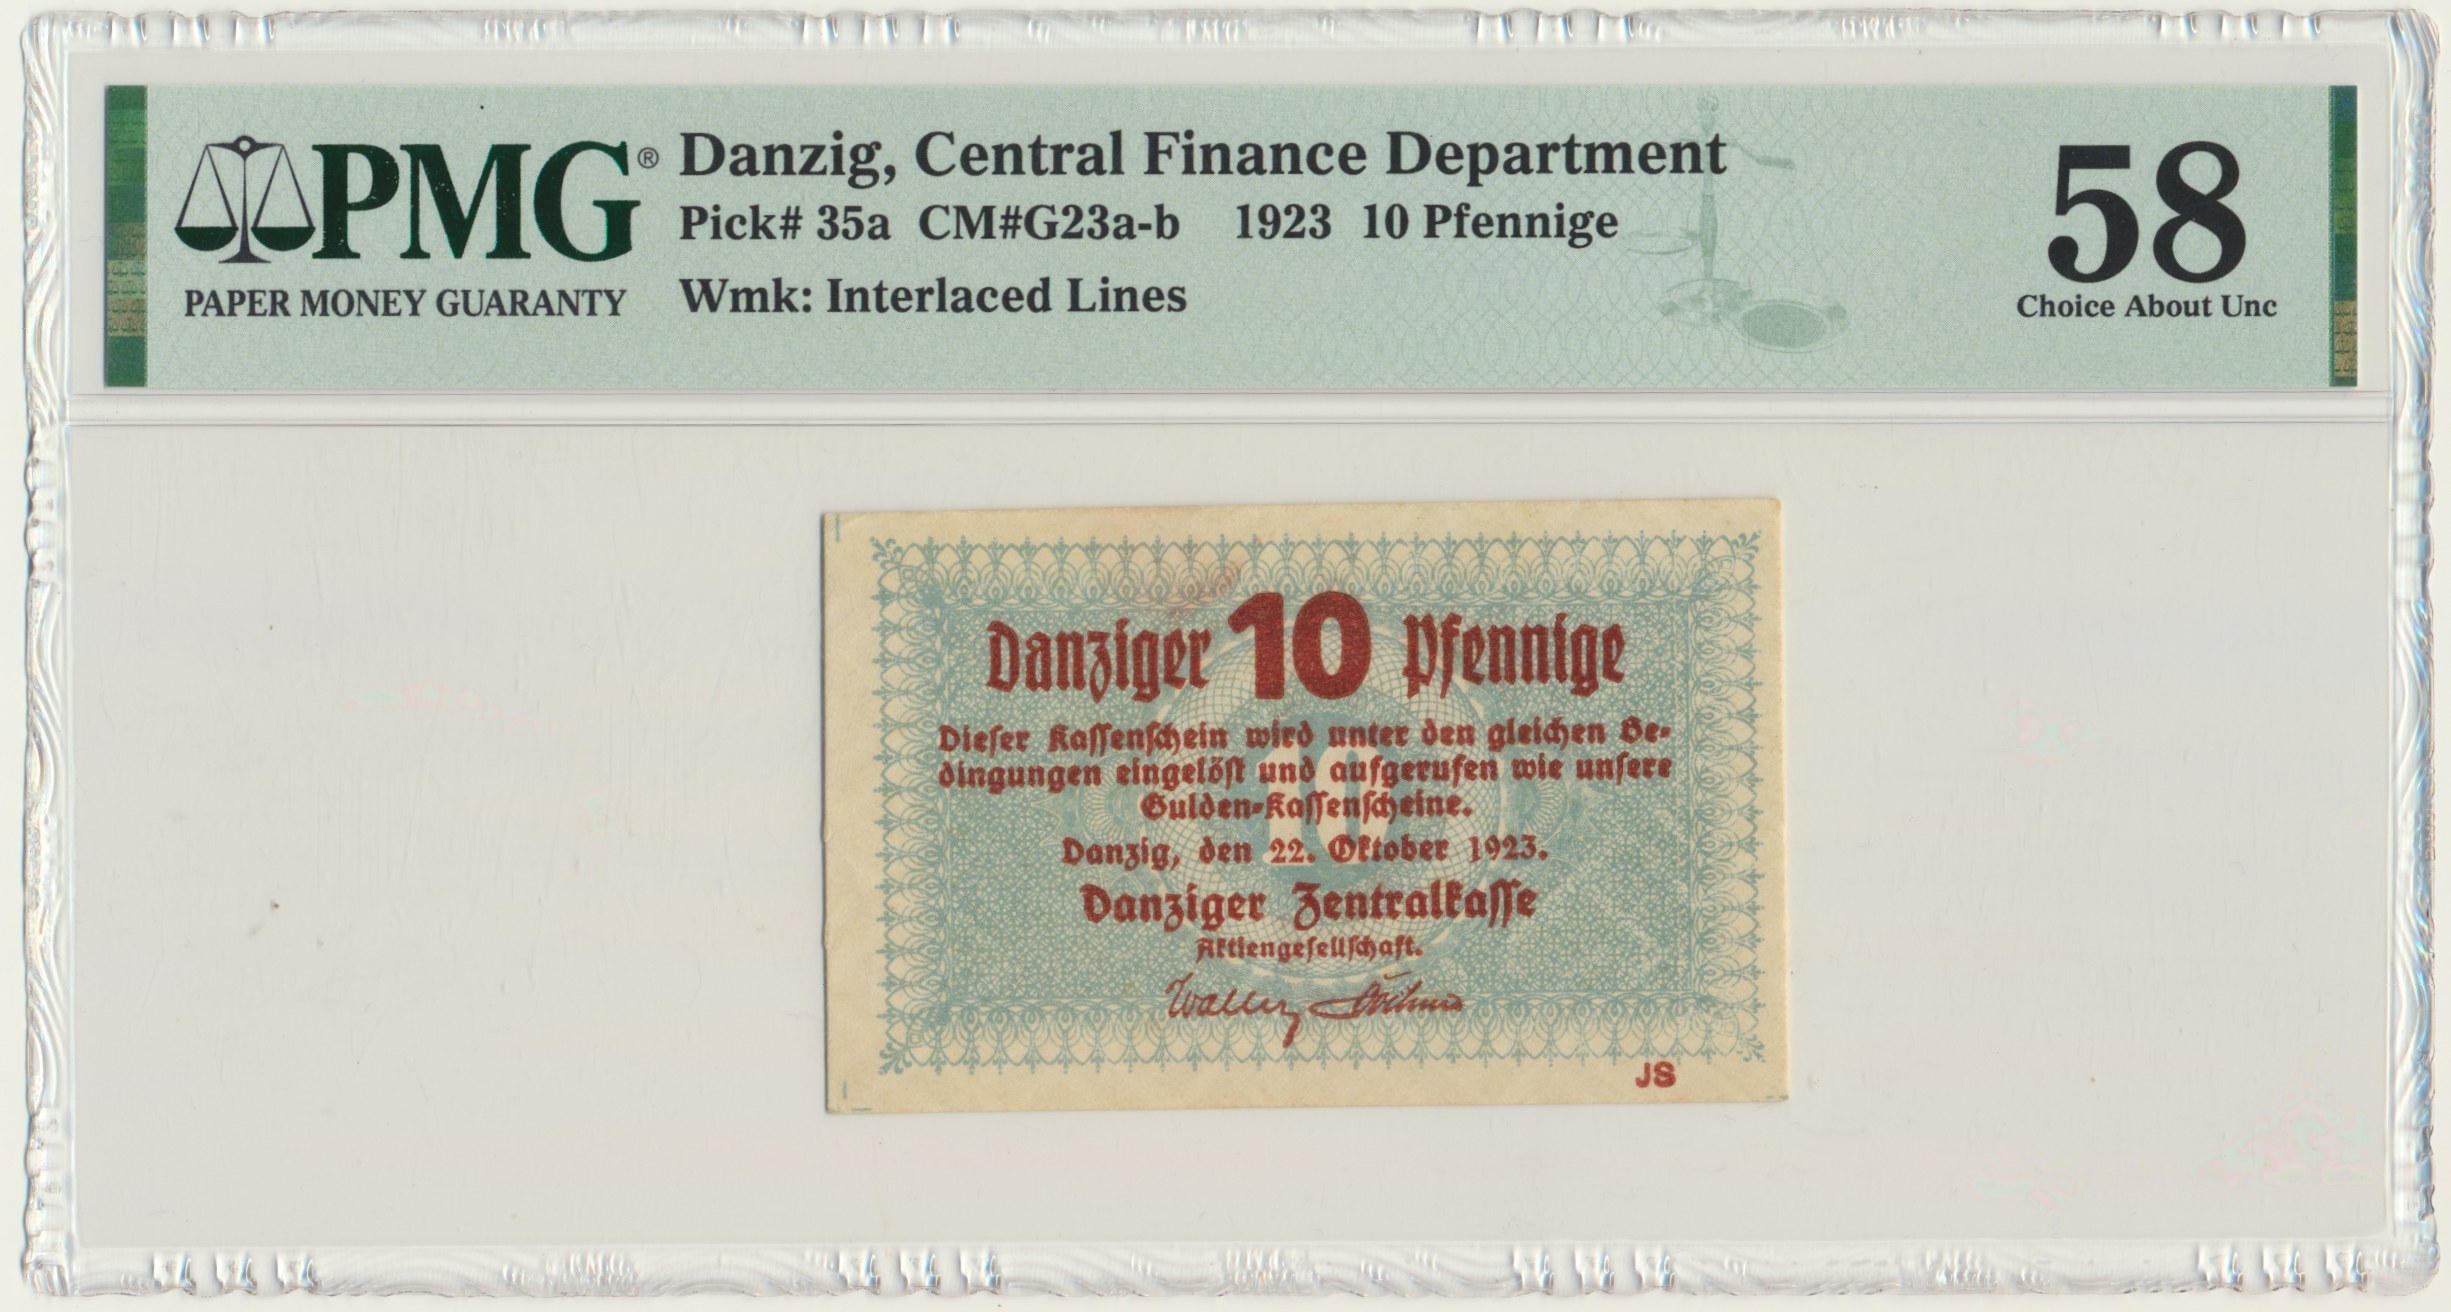 PMG®
PAPER MONEY GUARANTY
Danzig, Central Finance Department
Pick# 35a CM#G23a-b 1923 10 Pfennige
Wmk: Interlaced Lines
58
Choice About Unc
Danziger 10 Pfennige
Dieser Kassenschein wird unter den gleichen Be-
dingungen eingelöst und aufgerufen wie unsere
Gulden-Kassenscheine.
10
Danzig, den 22. Oktober 1923.
Danziger Zentralkasse
Aktiengesellschaft.
JS